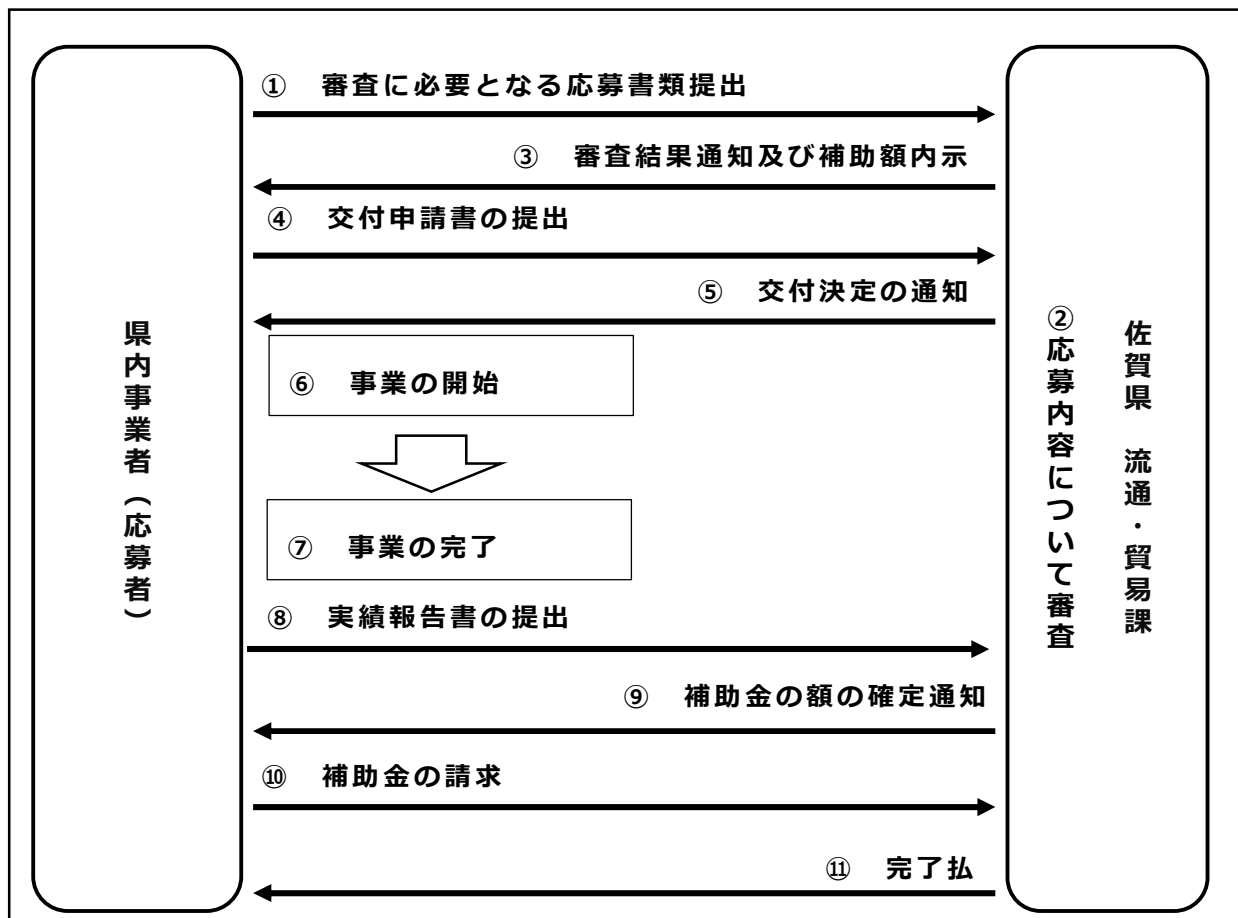 ① 審査に必要となる応募書類提出
③ 審査結果通知及び補助額内示
④ 交付申請書の提出
⑤ 交付決定の通知
県内事業者（応募者）
⑥ 事業の開始
⑦ 事業の完了
②応募内容について審査
佐賀県 流通・貿易課
⑧ 実績報告書の提出
⑨ 補助金の額の確定通知
⑩ 補助金の請求
⑪ 完了払